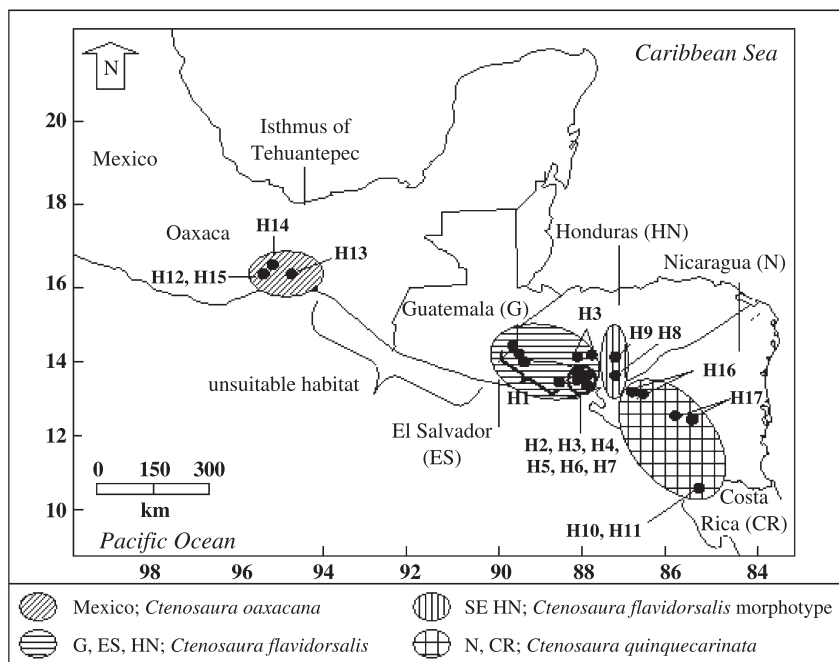 Caribbean Sea
N
20
Isthmus of
Tehuantepec
Mexico
18
H14
Oaxaca
Honduras (HN)
H13
Nicaragua (N)
H12, H15
16
Guatemala (G)
H3
H9 H8
14
H16
unsuitable habitat
H1
H17
12
El Salvador
(ES)
H2, H3, H4,
H5, H6, H7
0 150 300
km
10
Costa
Rica (CR)
H10, H11
Pacific Ocean
98 96 94 92 90 88 86 84
Mexico; Ctenosaura oaxacana
SE HN; Ctenosaura flavidorsalis morphotype
G, ES, HN; Ctenosaura flavidorsalis
N, CR; Ctenosaura quinquecarinata